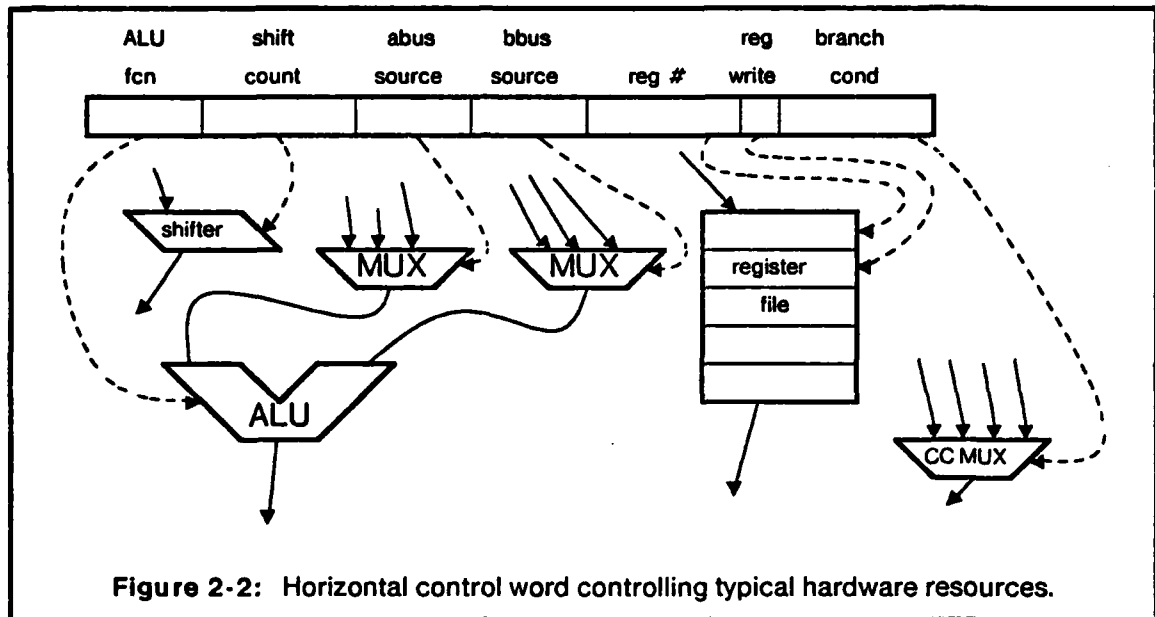 ALU shift abus bbus reg branch
fcn count source source reg # write cond
shifter
MUX MUX
register
file
ALU
CC MUX
Figure 2-2: Horizontal control word controlling typical hardware resources.